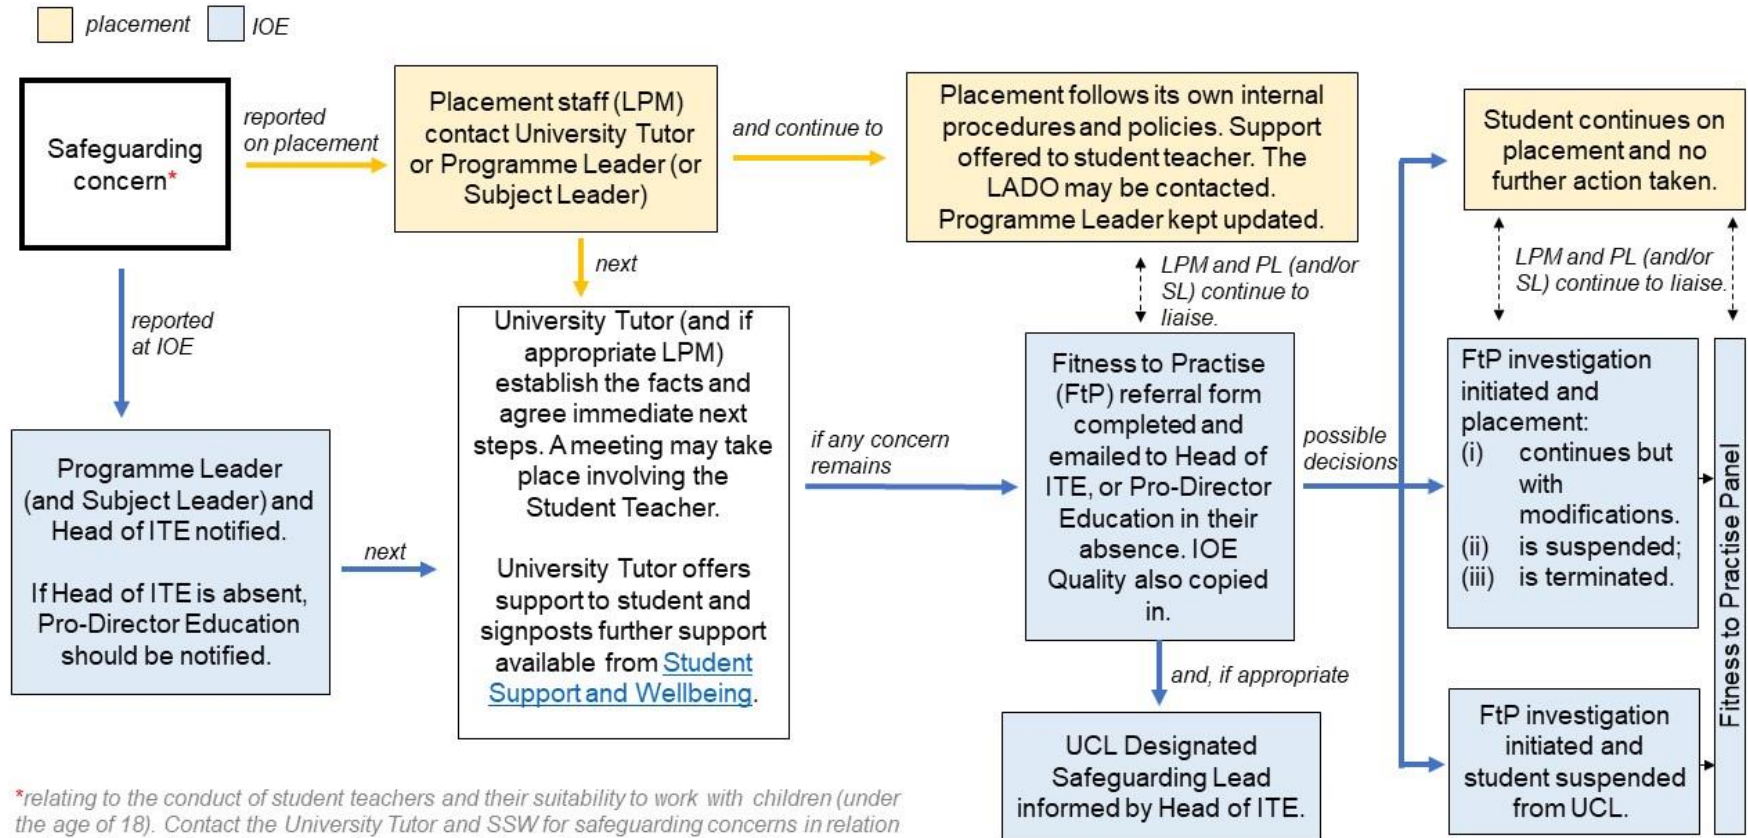 placement
IOE
Safeguarding
concern*
reported
on placement
Placement staff (LPM)
contact University Tutor
or Programme Leader (or
Subject Leader)
and continue to
Placement follows its own internal
procedures and policies. Support
offered to student teacher. The
LADO may be contacted.
Programme Leader kept updated.
Student continues on
placement and no
further action taken.
next
LPM and PL (and/or
SL) continue to
liaise.
LPM and PL (and/or
SL) continue to liaise.
reported
at IOE
University Tutor (and if
appropriate LPM)
establish the facts and
agree immediate next
steps. A meeting may take
place involving the
Student Teacher.
University Tutor offers
support to student and
signposts further support
available from Student
Support and Wellbeing.
Programme Leader
(and Subject Leader) and
Head of ITE notified.
If Head of ITE is absent,
Pro-Director Education
should be notified.
next
if any concern
remains
Fitness to Practise
(FtP) referral form
completed and
emailed to Head of
ITE, or Pro-Director
Education in their
absence. IOE
Quality also copied
in.
possible
decisions
FtP investigation
initiated and
placement:
(i) continues but
with
modifications.
(ii) is suspended;
(iii) is terminated.
Fitness to Practise Panel
and, if appropriate
UCL Designated
Safeguarding Lead
informed by Head of ITE.
FtP investigation
initiated and
student suspended
from UCL.
*relating to the conduct of student teachers and their suitability to work with children (under
the age of 18). Contact the University Tutor and SSW for safeguarding concerns in relation